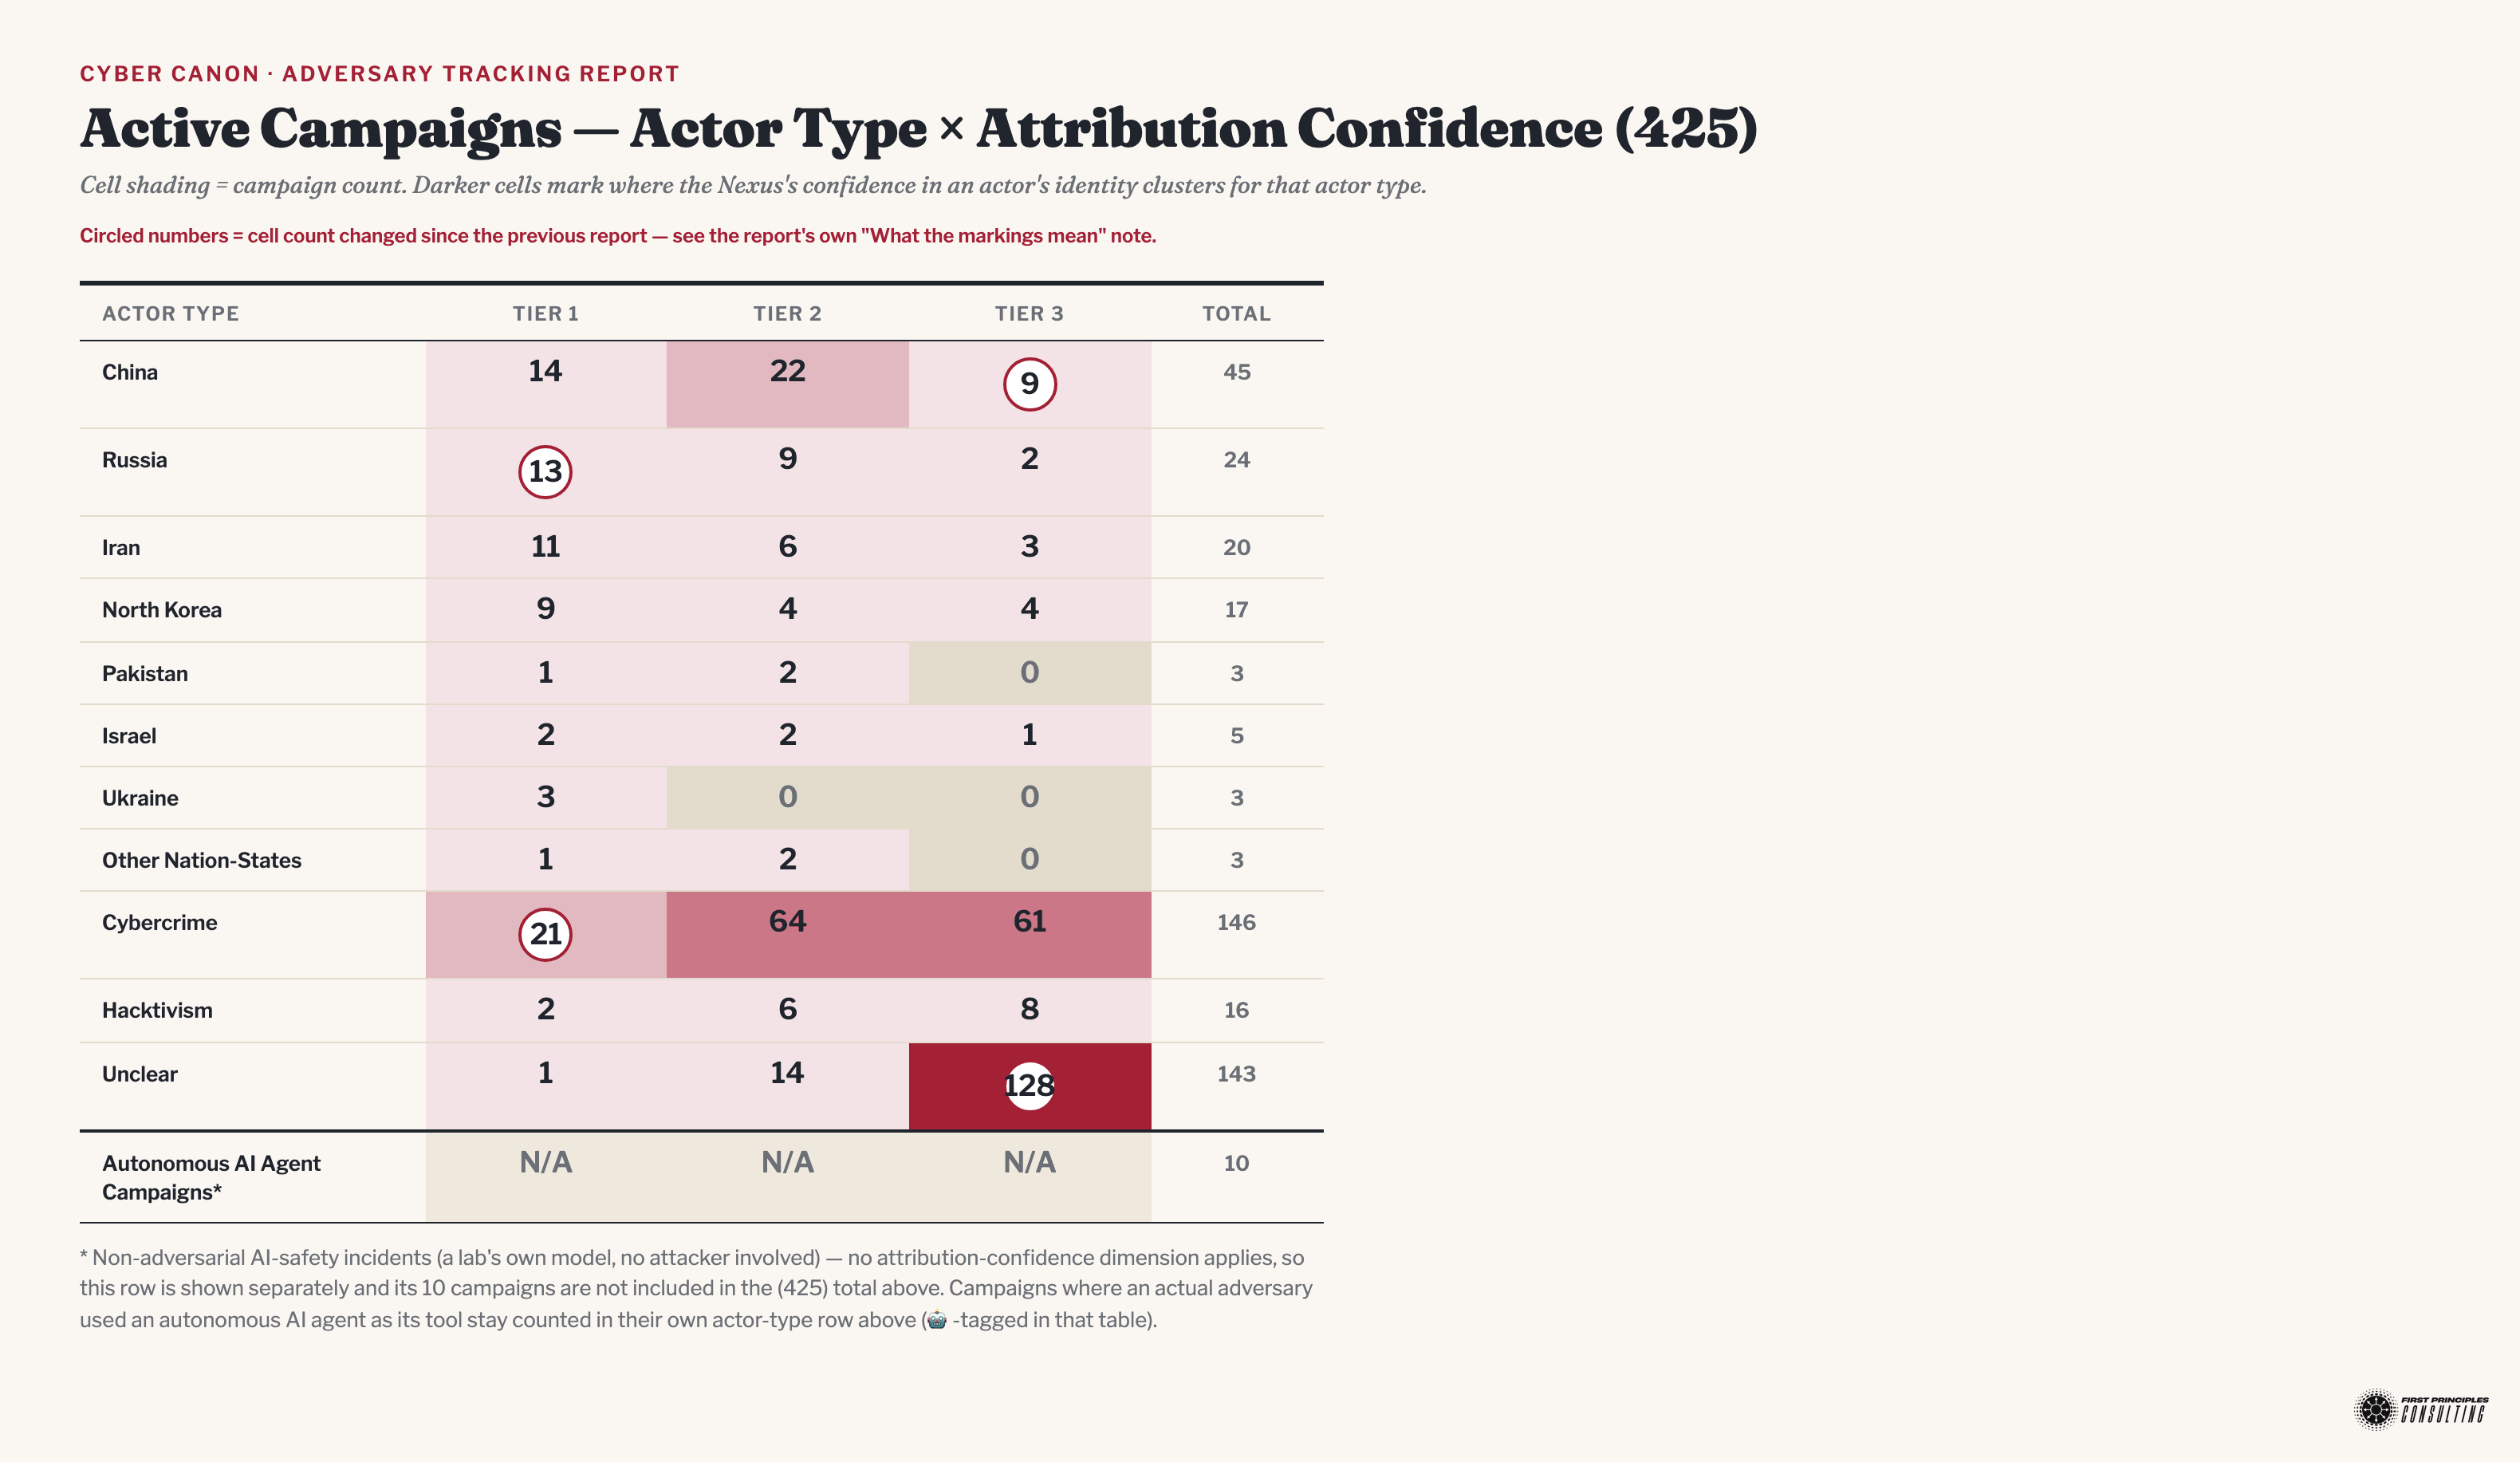 CYBER CANON · ADVERSARY TRACKING REPORT
Active Campaigns — Actor Type × Attribution Confidence (425)
Cell shading = campaign count. Darker cells mark where the Nexus's confidence in an actor's identity clusters for that actor type.
Circled numbers = cell count changed since the previous report — see the report's own "What the markings mean" note.
ACTOR TYPE TIER 1 TIER 2 TIER 3 TOTAL
China 14 22 9 45
Russia 13 9 2 24
Iran 11 6 3 20
North Korea 9 4 4 17
Pakistan 1 2 0 3
Israel 2 2 1 5
Ukraine 3 0 0 3
Other Nation-States 1 2 0 3
Cybercrime 21 64 61 146
Hacktivism 2 6 8 16
Unclear 1 14 128 143
Autonomous AI Agent N/A N/A N/A 10
Campaigns*
* Non-adversarial AI-safety incidents (a lab's own model, no attacker involved) — no attribution-confidence dimension applies, so
this row is shown separately and its 10 campaigns are not included in the (425) total above. Campaigns where an actual adversary
used an autonomous AI agent as its tool stay counted in their own actor-type row above (🤖 -tagged in that table).
FIRST PRINCIPLES
CONSULTING